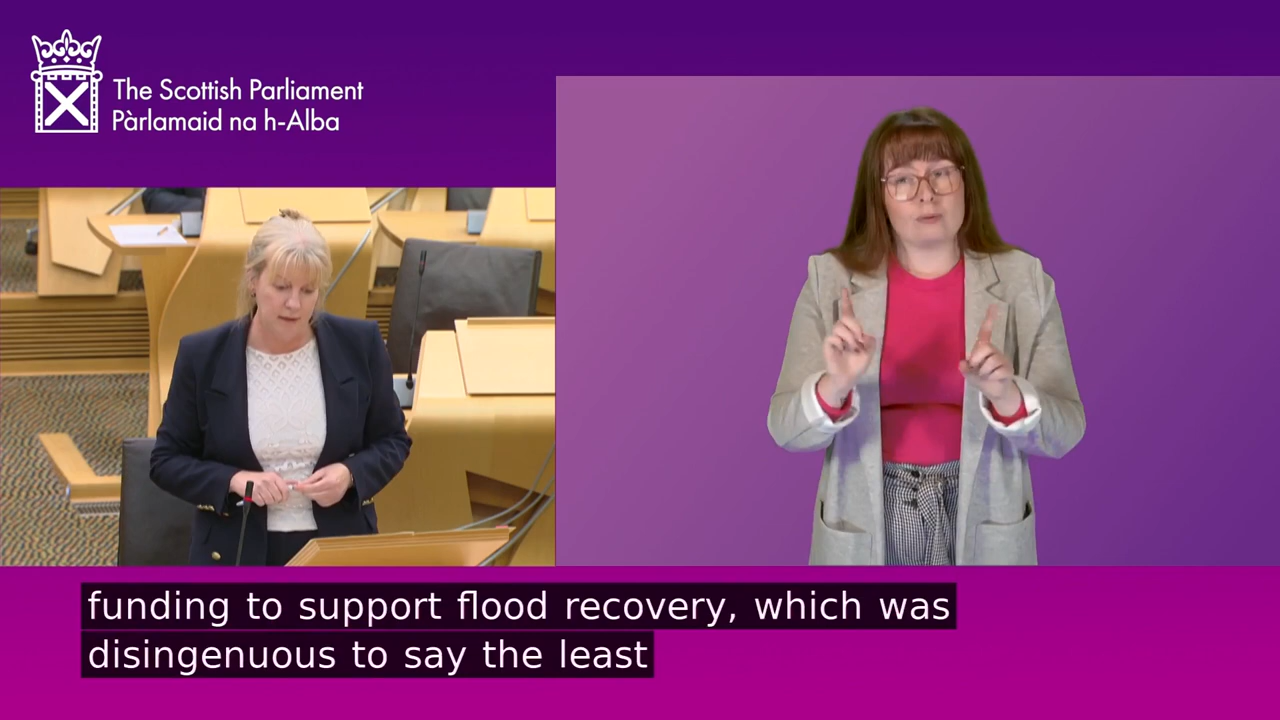 The Scottish Parliament
Pàrlamaid na h-Alba
funding to support flood recovery, which was
disingenuous to say the least